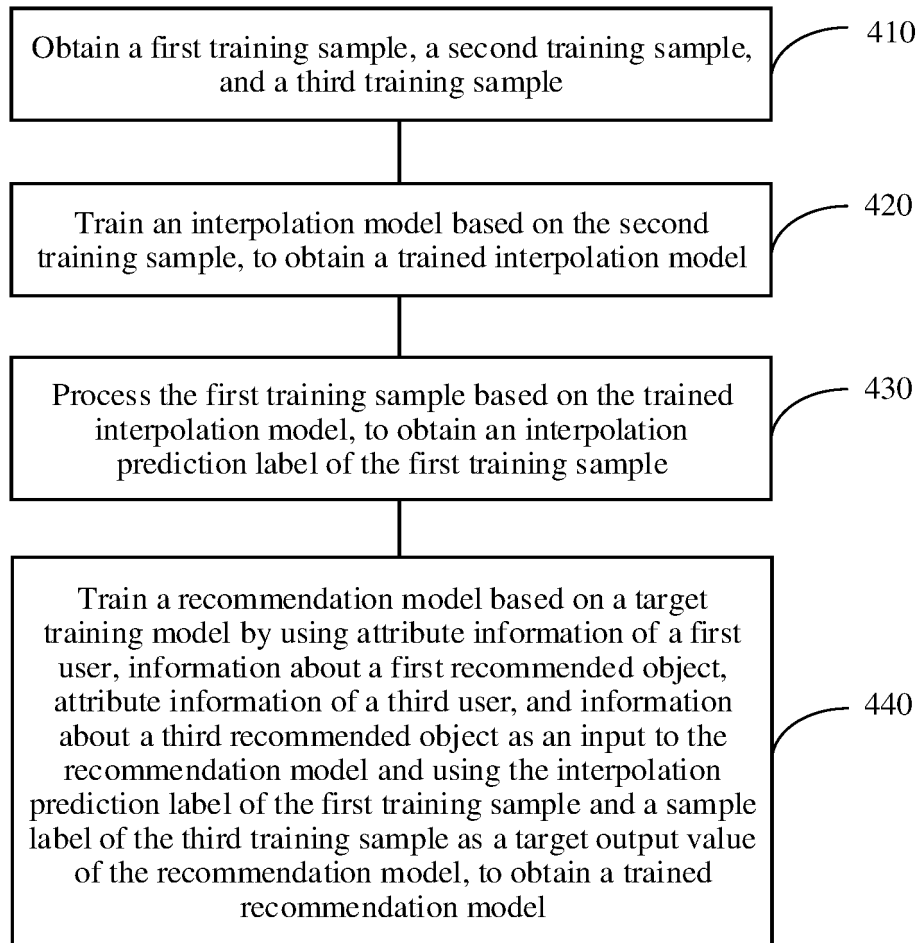 Obtain a first training sample, a second training sample,
and a third training sample
410
Train an interpolation model based on the second
training sample, to obtain a trained interpolation model
420
Process the first training sample based on the trained
interpolation model, to obtain an interpolation
prediction label of the first training sample
430
Train a recommendation model based on a target
training model by using attribute information of a first
user, information about a first recommended object,
attribute information of a third user, and information
about a third recommended object as an input to the
recommendation model and using the interpolation
prediction label of the first training sample and a sample
label of the third training sample as a target output value
of the recommendation model, to obtain a trained
recommendation model
440